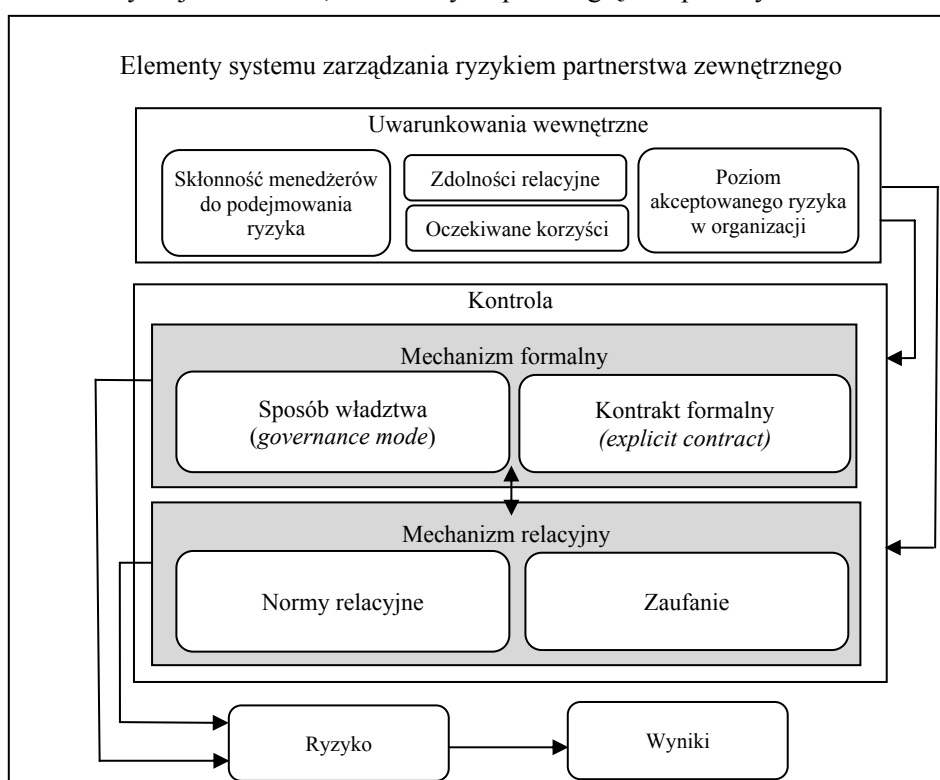 Elementy systemu zarządzania ryzykiem partnerstwa zewnętrznego
Uwarunkowania wewnętrzne
Skłonność menedżerów
do podejmowania
ryzyka
Zdolności relacyjne
Oczekiwane korzyści
Poziom
akceptowanego ryzyka
w organizacji
Kontrola
Mechanizm formalny
Sposób władztwa
(governance mode)
Kontrakt formalny
(explicit contract)
Mechanizm relacyjny
Normy relacyjne
Zaufanie
Ryzyko
Wyniki